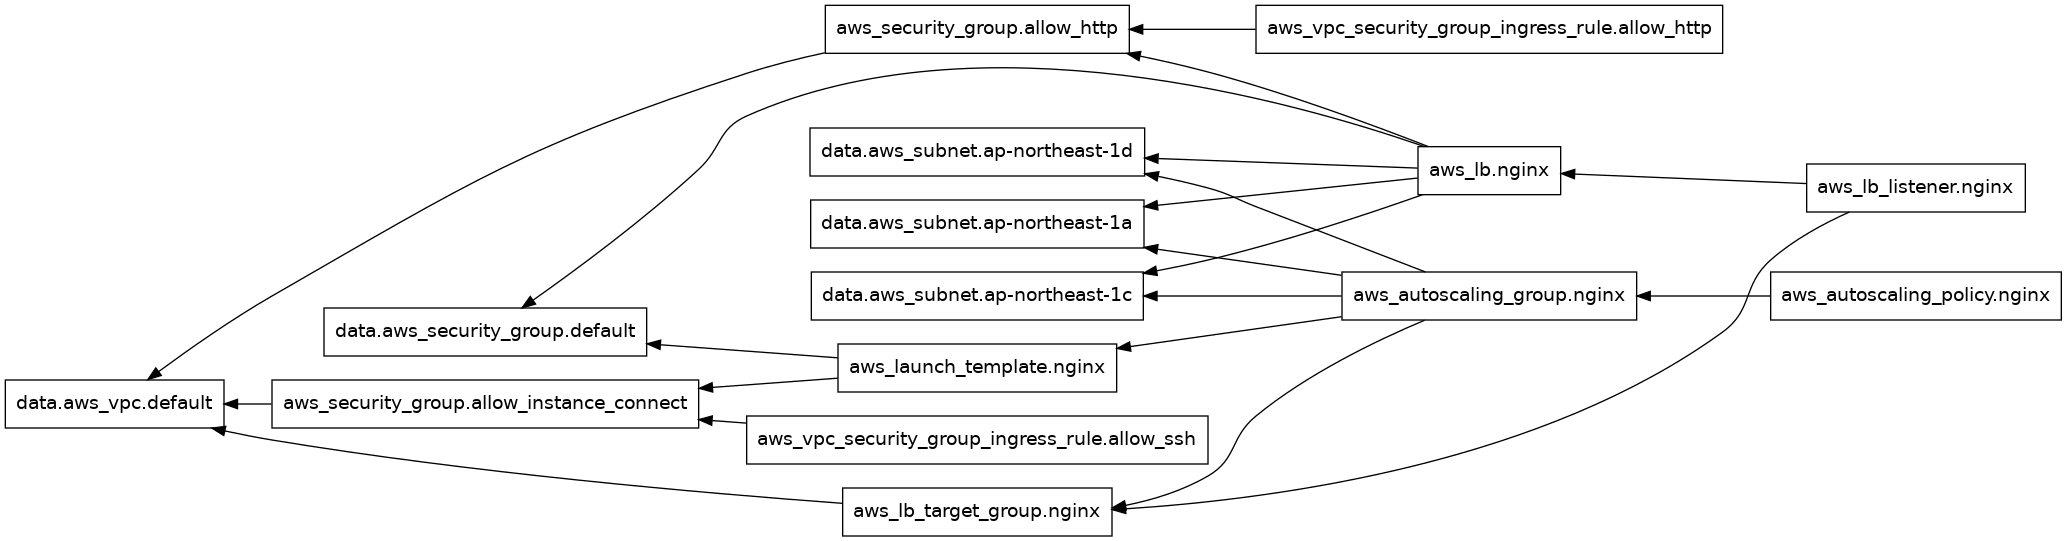 aws_security_group.allow_http
aws_vpc_security_group_ingress_rule.allow_http
data.aws_subnet.ap-northeast-1d
aws_lb.nginx
aws_lb_listener.nginx
data.aws_subnet.ap-northeast-1a
data.aws_subnet.ap-northeast-1c
aws_autoscaling_group.nginx
aws_autoscaling_policy.nginx
data.aws_security_group.default
aws_launch_template.nginx
data.aws_vpc.default
aws_security_group.allow_instance_connect
aws_vpc_security_group_ingress_rule.allow_ssh
aws_lb_target_group.nginx